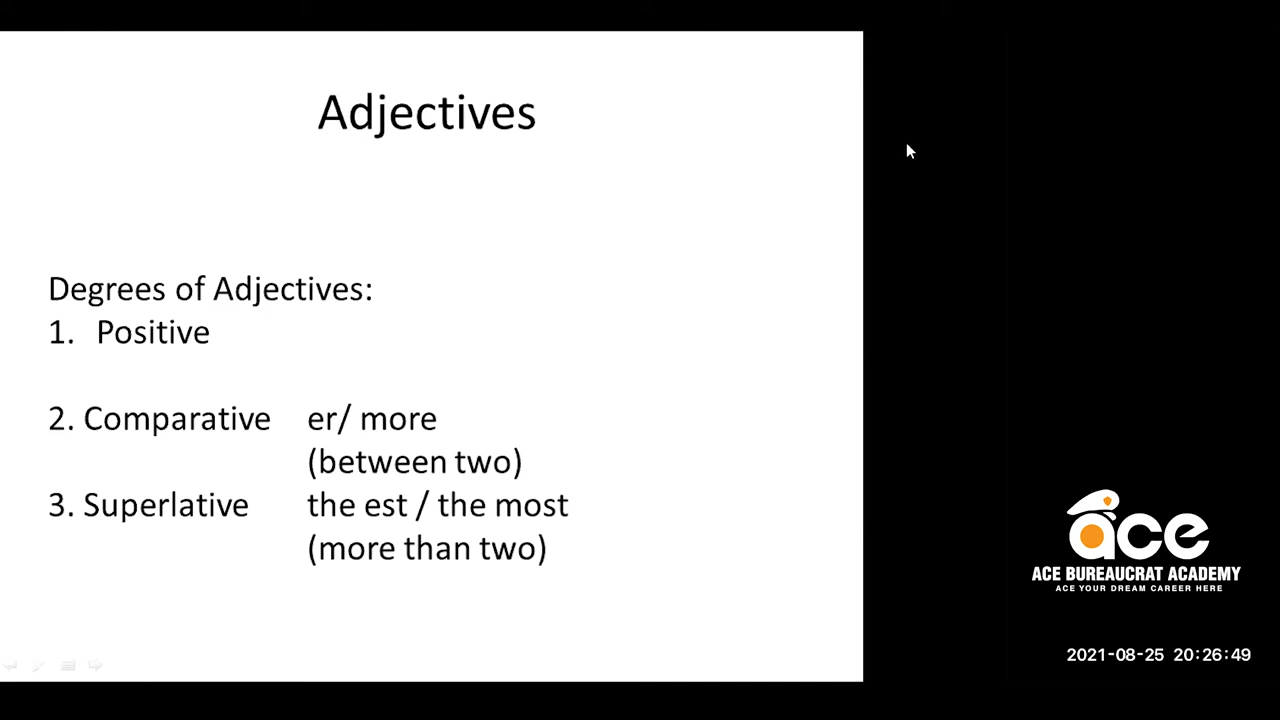 Adjectives
Degrees of Adjectives:
1. Positive
2. Comparative er/ more
(between two)
3. Superlative the est / the most
(more than two)
ace
ACE BUREAUCRAT ACADEMY
ACE YOUR DREAM CAREER HERE
2021-08-25 20:26:49